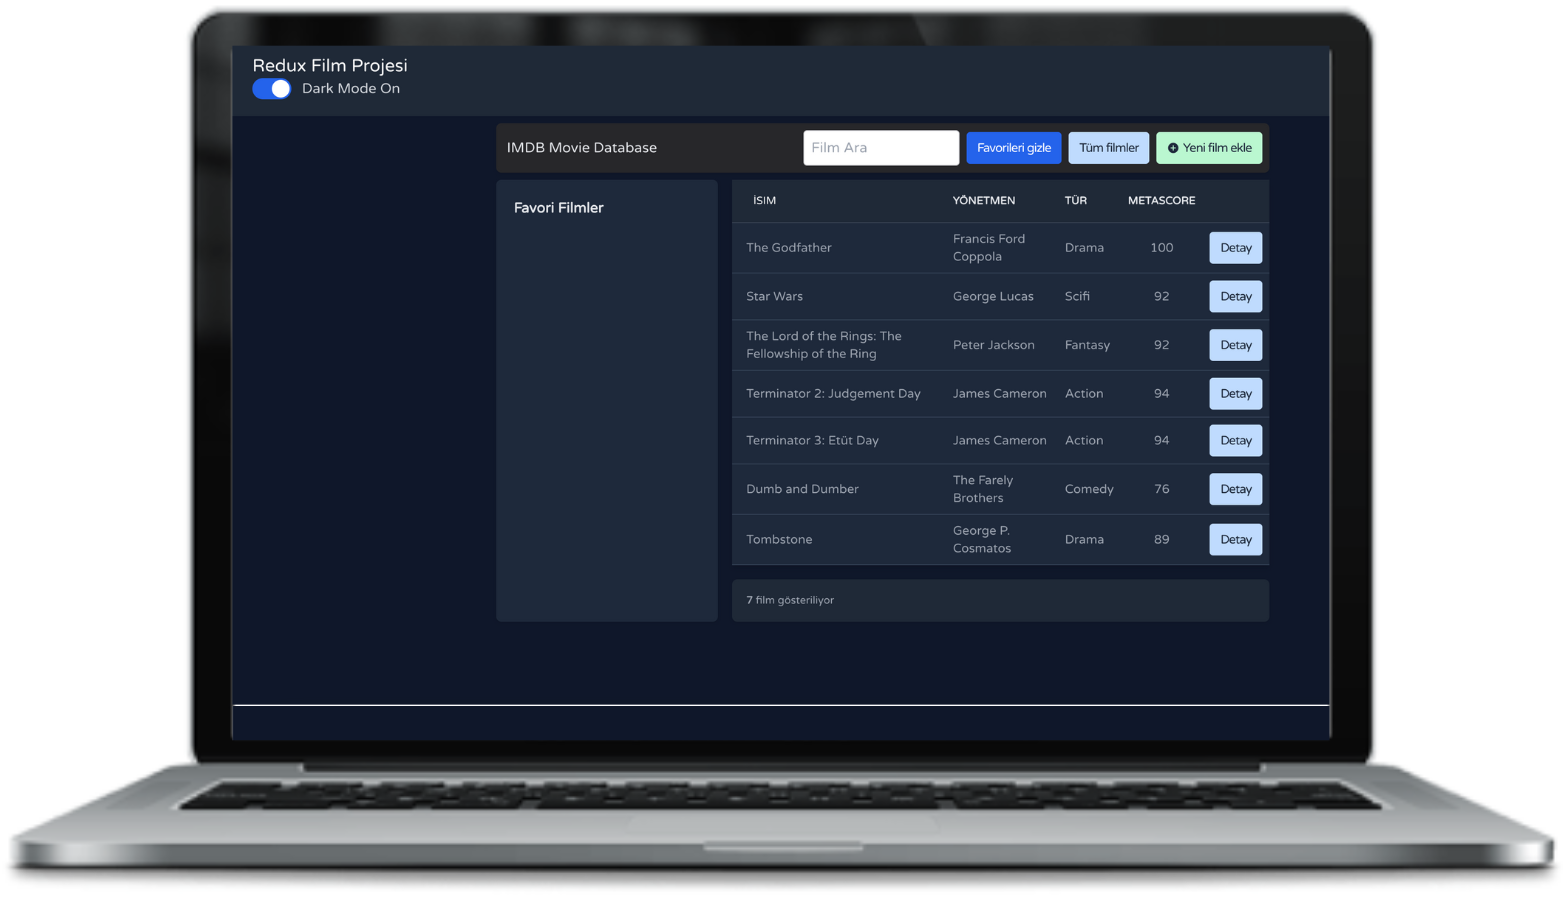 Redux Film Projesi
Dark Mode On
IMDB Movie Database
Film Ara
Favorileri gizle
Tüm filmler
Yeni film ekle
Favori Filmler
İSIM YÖNETMEN TÜR METASCORE
The Godfather
Francis Ford
Coppola
Drama 100 Detay
Star Wars George Lucas Scifi 92 Detay
The Lord of the Rings: The
Fellowship of the Ring
Peter Jackson Fantasy 92 Detay
Terminator 2: Judgement Day James Cameron Action 94 Detay
Terminator 3: Etüt Day James Cameron Action 94 Detay
Dumb and Dumber
The Farely
Brothers
Comedy 76 Detay
Tombstone
George P.
Cosmatos
Drama 89 Detay
7 film gösteriliyor